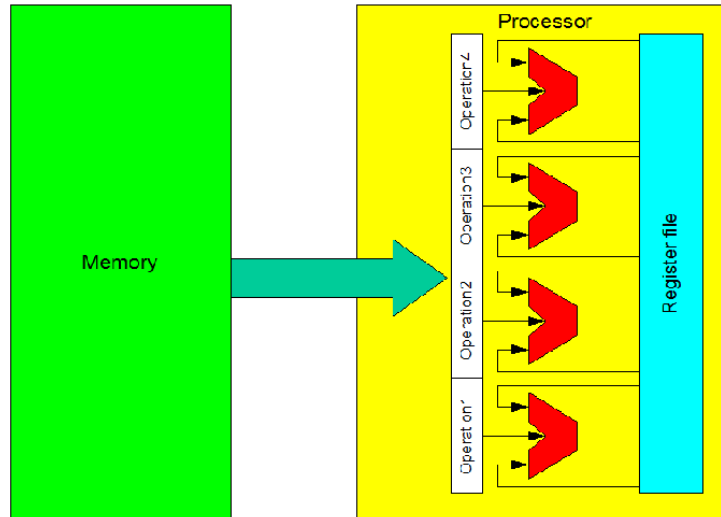 Processor
Memory
Operation4
Operation3
Operation2
Operation1
Register file